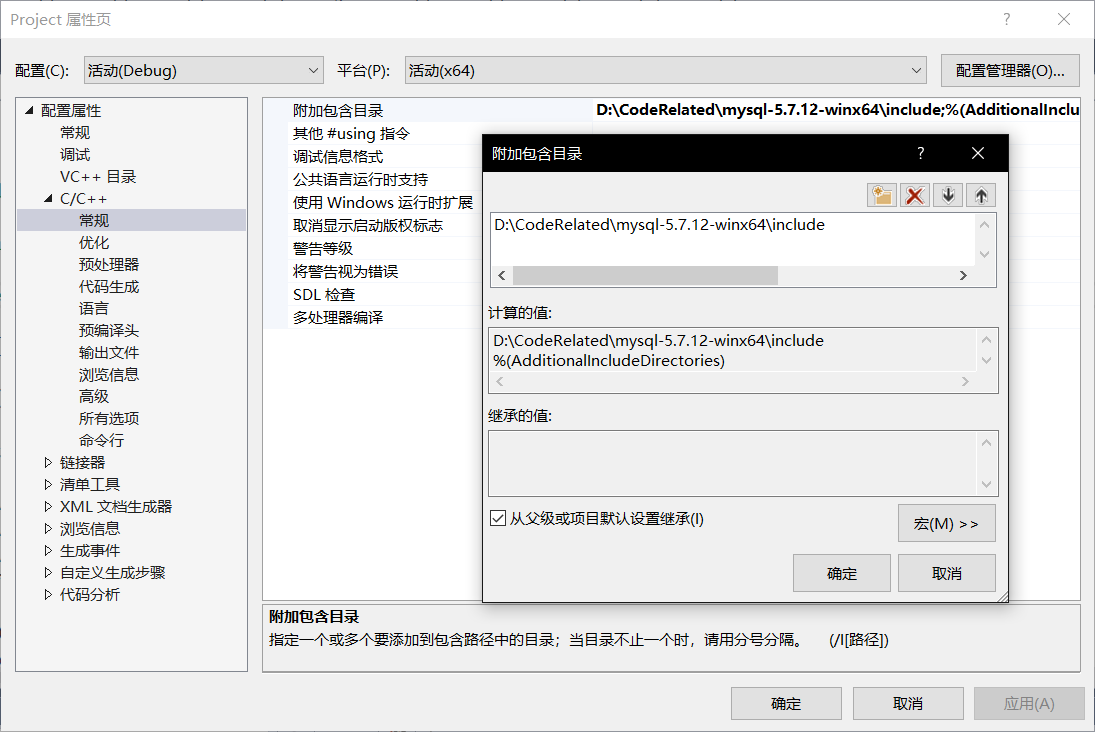 Project 属性页
?
配置(C): 活动(Debug) 平台(P): 活动(x64) 配置管理器(O)...
配置属性
常规
调试
VC++ 目录
C/C++
常规
优化
预处理器
代码生成
语言
预编译头
输出文件
浏览信息
高级
所有选项
命令行
链接器
清单工具
XML 文档生成器
浏览信息
生成事件
自定义生成步骤
代码分析
附加包含目录 D:\CodeRelated\mysql-5.7.12-winx64\include;%(AdditionalInclu
其他 #using 指令
调试信息格式
公共语言运行时支持
使用 Windows 运行时扩展
取消显示启动版权标志
警告等级
将警告视为错误
SDL 检查
多处理器编译
附加包含目录 ?
D:\CodeRelated\mysql-5.7.12-winx64\include
计算的值:
D:\CodeRelated\mysql-5.7.12-winx64\include
%(AdditionalIncludeDirectories)
继承的值:
从父级或项目默认设置继承(I)
宏(M) >>
确定 取消
附加包含目录
指定一个或多个要添加到包含路径中的目录；当目录不止一个时，请用分号分隔。 (/I[路径])
确定 取消 应用(A)